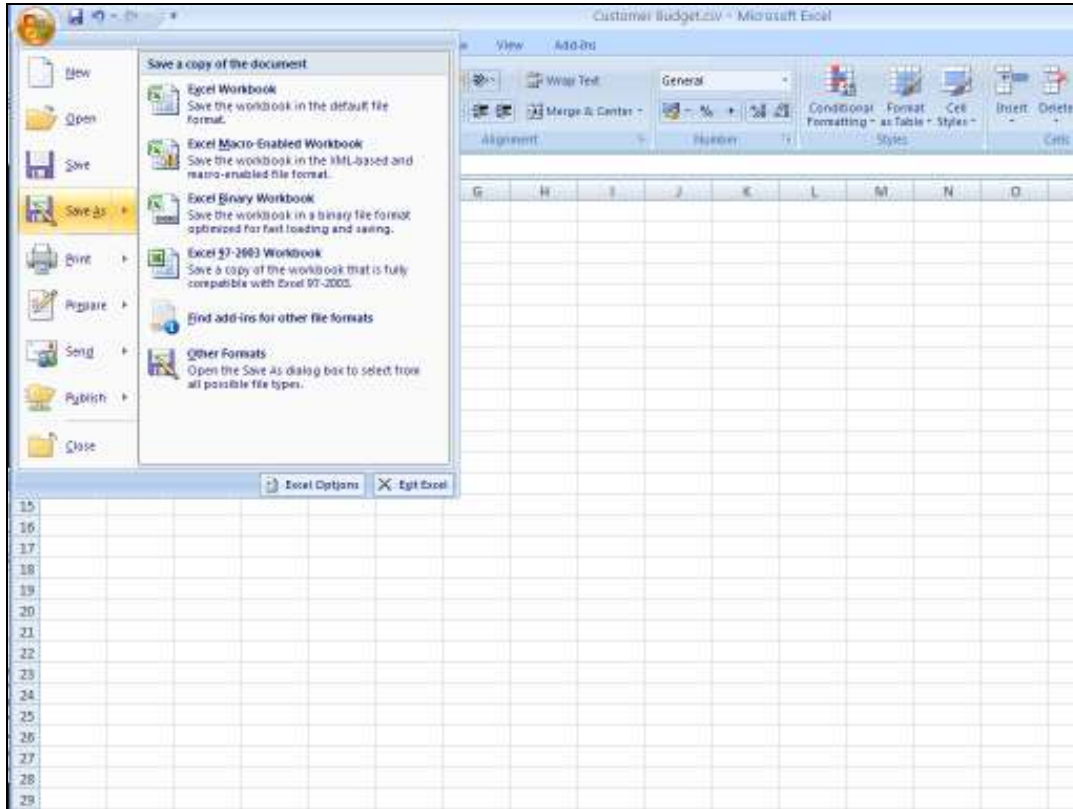 Customer Budget.csv - Microsoft Excel
View Add-Ins
New
Open
Save
Save As
Print
Prepare
Send
Publish
Close
Save a copy of the document
Excel Workbook
Save the workbook in the default file
format.
Excel Macro-Enabled Workbook
Save the workbook in the XML-based and
macro-enabled file format.
Excel Binary Workbook
Save the workbook in a binary file format
optimized for fast loading and saving.
Excel 97-2003 Workbook
Save a copy of the workbook that is fully
compatible with Excel 97-2003.
Find add-ins for other file formats
Other Formats
Open the Save As dialog box to select from
all possible file types.
Excel Options
Exit Excel
Wrap Text
Merge & Center
Alignment
General
%
Number
Conditional
Formatting
Format
as Table
Cell
Styles
Styles
Insert
Delete
Cells
G H I J K L M N O
15
16
17
18
19
20
21
22
23
24
25
26
27
28
29